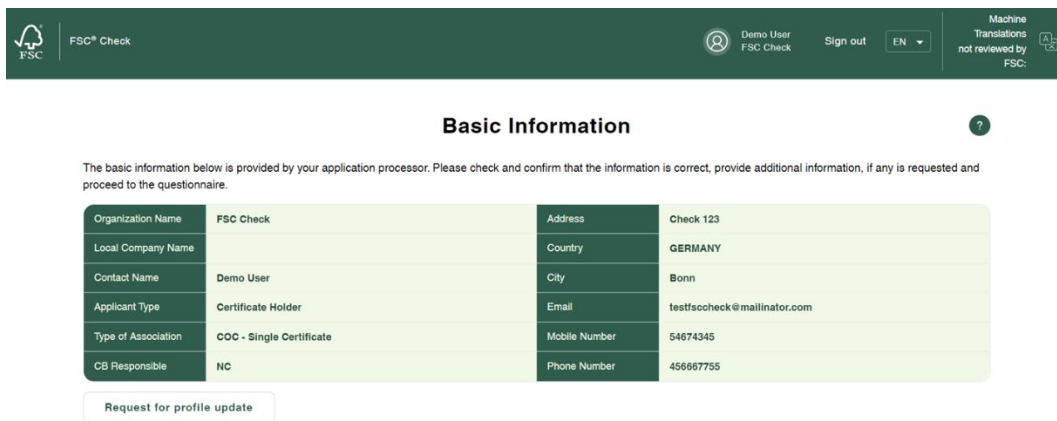 FSC
FSC® Check
Demo User
FSC Check
Sign out
EN
Machine
Translations
not reviewed by
FSC:
Basic Information
?
The basic information below is provided by your application processor. Please check and confirm that the information is correct, provide additional information, if any is requested and
proceed to the questionnaire.
Organization Name FSC Check Address Check 123
Local Company Name Country GERMANY
Contact Name Demo User City Bonn
Applicant Type Certificate Holder Email testfsccheck@mailinator.com
Type of Association COC - Single Certificate Mobile Number 54674345
CB Responsible NC Phone Number 456667755
Request for profile update